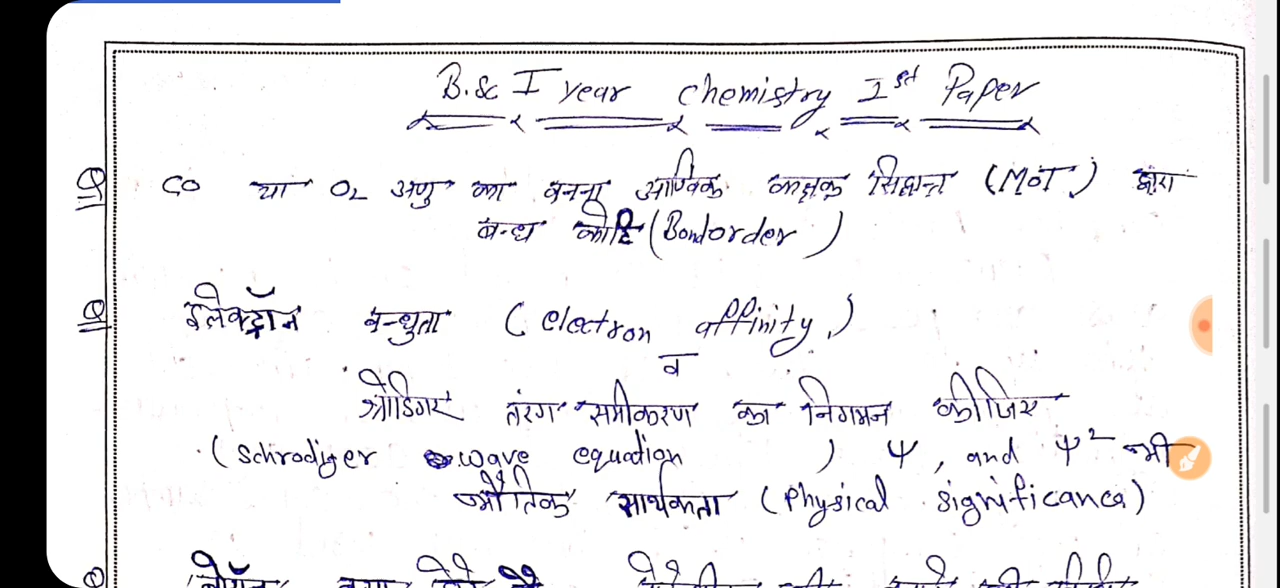 B.Sc I year chemistry Ist Paper
Q CO या O2 अणु का बनना आण्विक कक्षक सिद्धान्त (MOT) द्वारा
बन्ध कोटि (Bondorder)
Q इलेक्ट्रॉन बन्धुता (electron affinity)
व
श्रोडिंगर तरंग समीकरण का निगमन कीजिए
(Schrodiger wave equation) Ψ, and Ψ² की
भौतिक सार्थकता (Physical significance)
Q